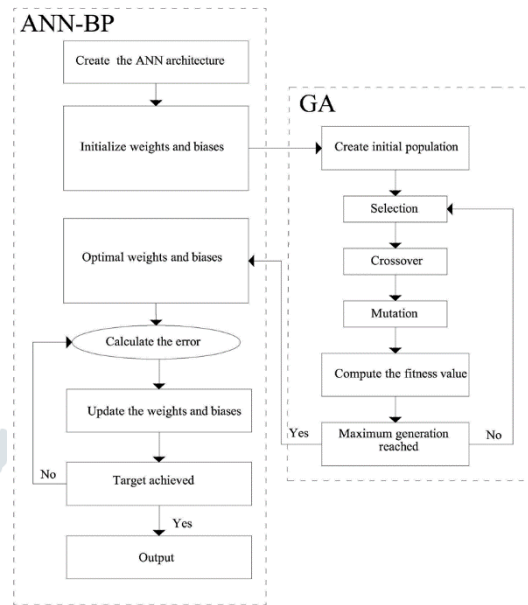 ANN-BP
Create the ANN architecture
Initialize weights and biases
Optimal weights and biases
Calculate the error
Update the weights and biases
No
Target achieved
Yes
Output
GA
Create initial population
Selection
Crossover
Mutation
Compute the fitness value
Yes
Maximum generation
reached
No